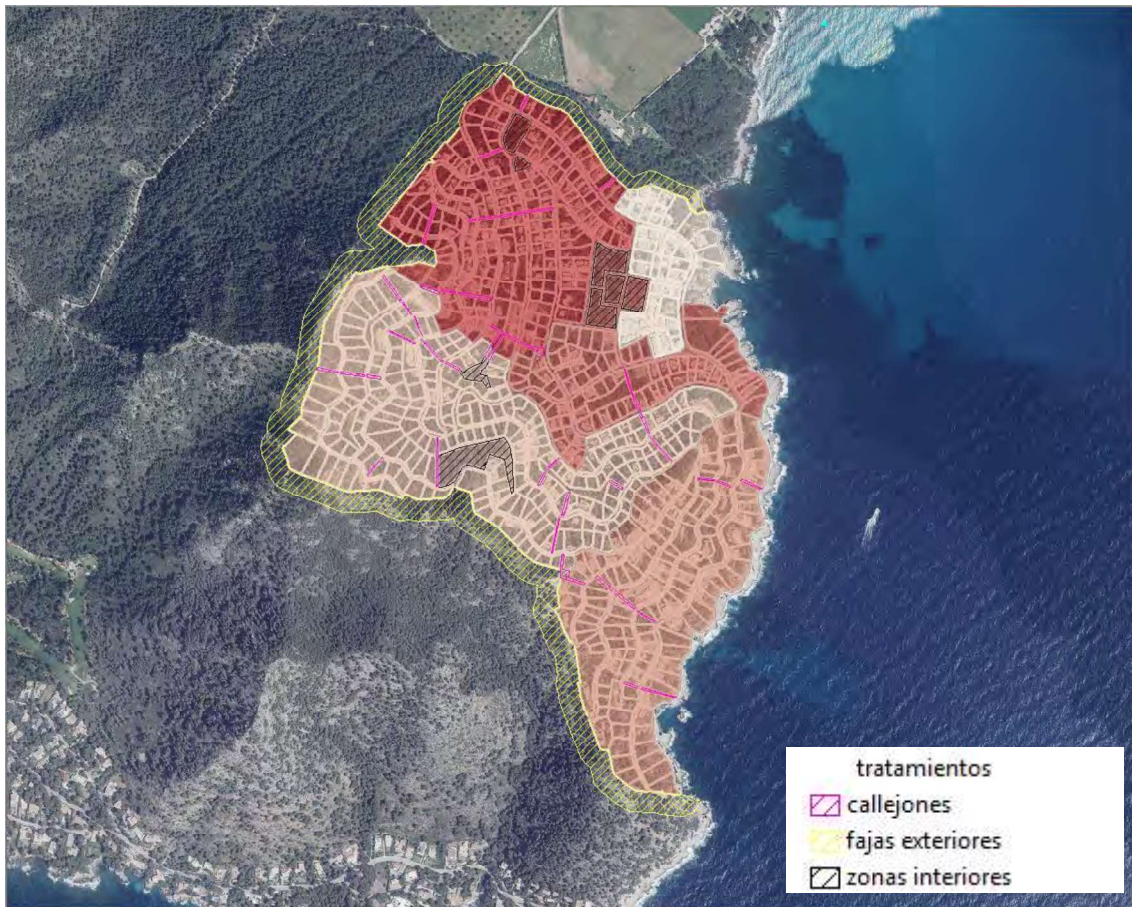 tratamientos
callejones
fajas exteriores
zonas interiores